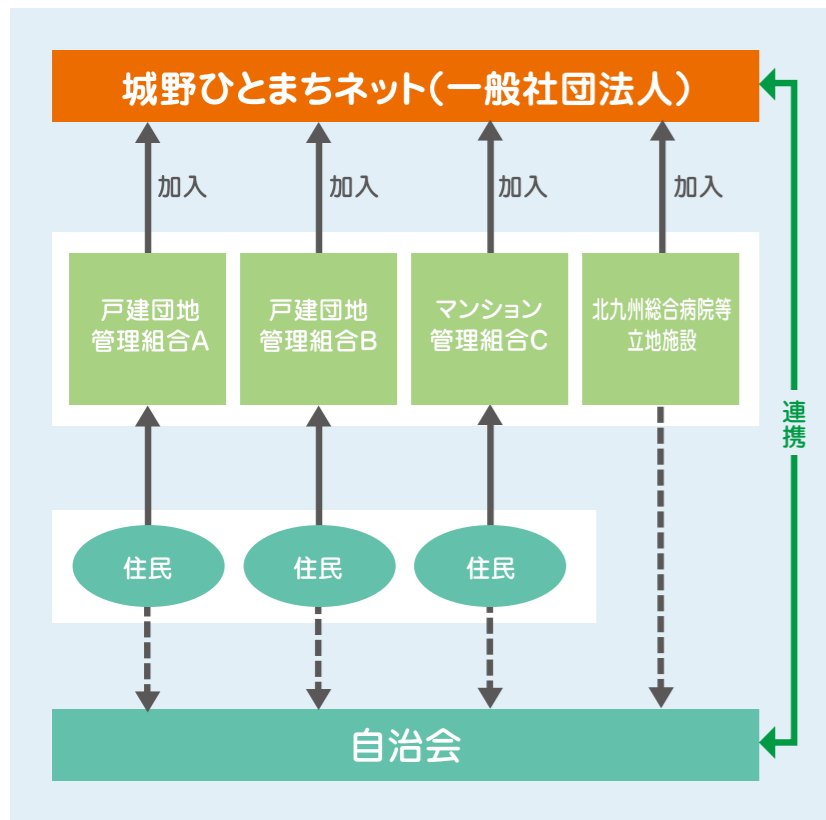 城野ひとまちネット（一般社団法人）
加入
加入
加入
加入
戸建団地
管理組合A
戸建団地
管理組合B
マンション
管理組合C
北九州総合病院等
立地施設
連携
住民
住民
住民
自治会